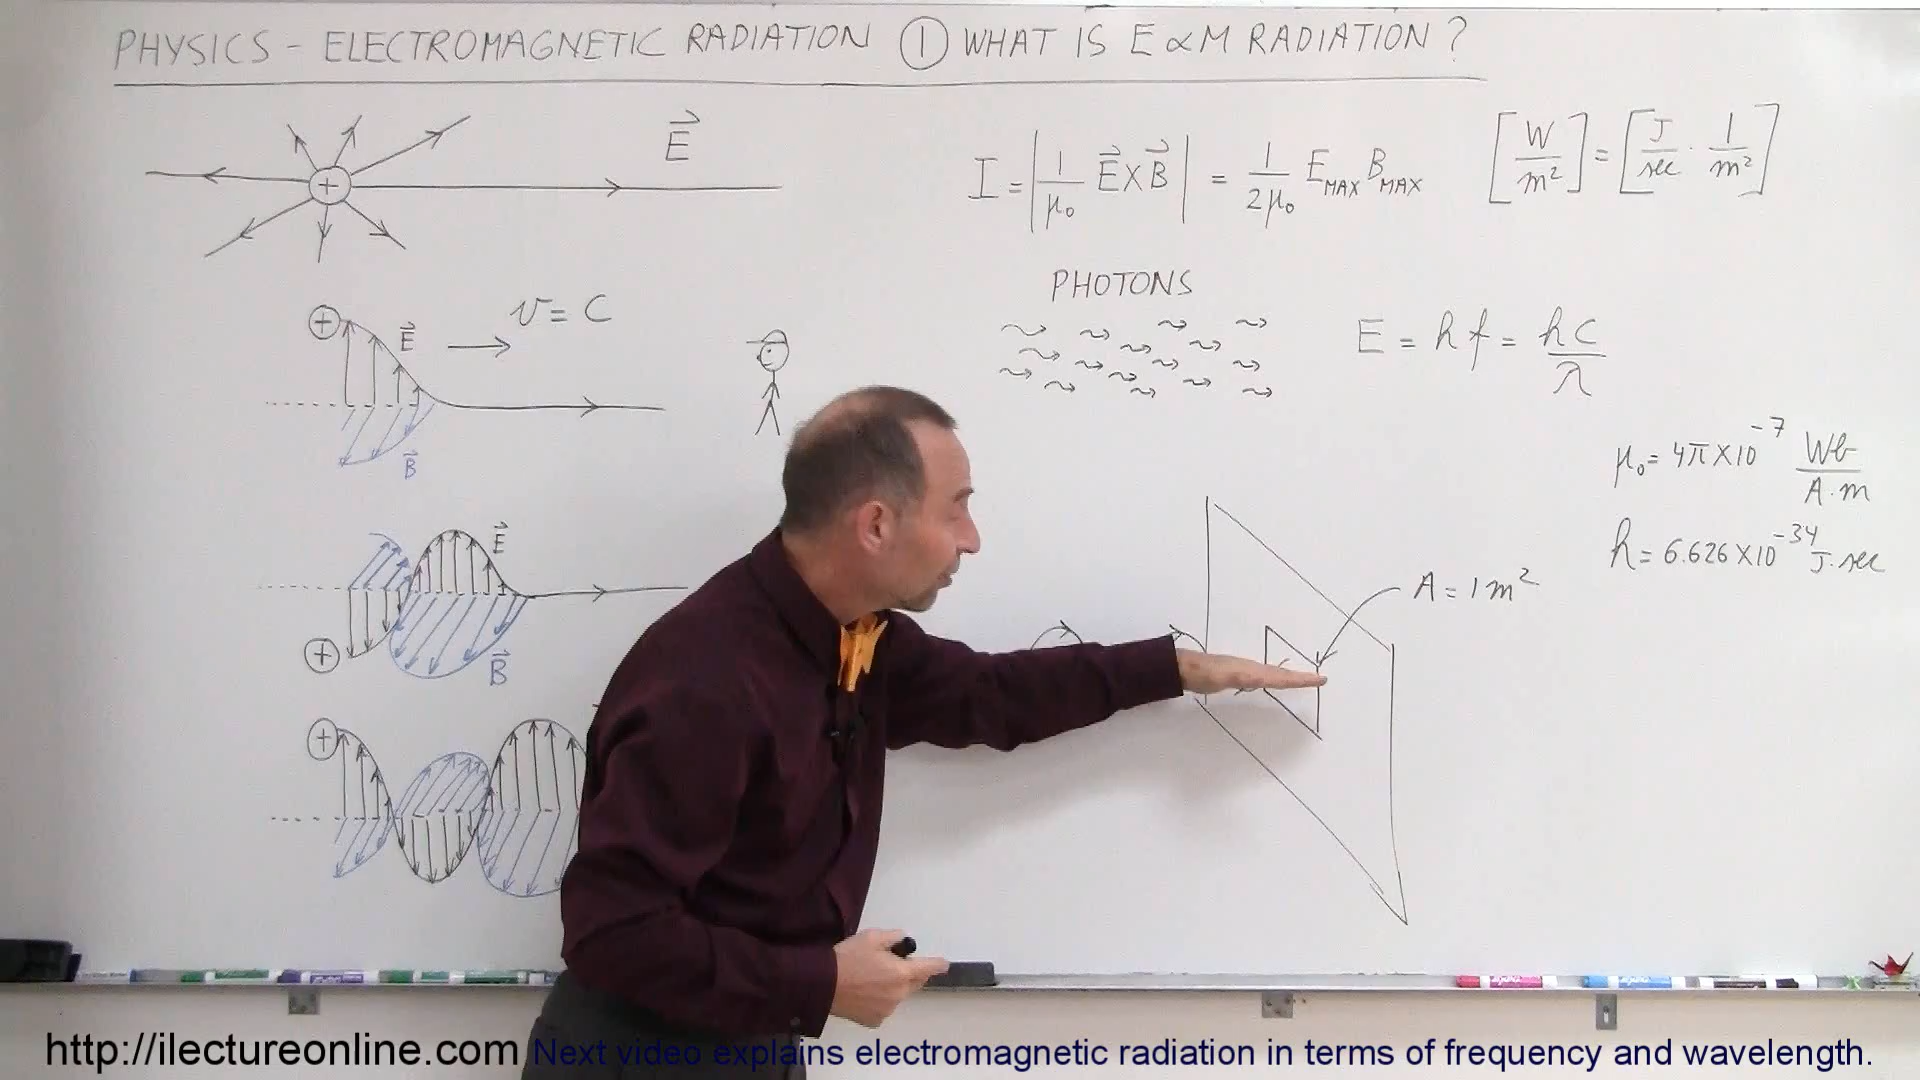 PHYSICS - ELECTROMAGNETIC RADIATION ① WHAT IS E∝M RADIATION?
E⃗
I = |1/μ₀ E⃗ X B⃗| = 1/2μ₀ E_MAX B_MAX
[W/m²] = [J/sec · 1/m²]
+
PHOTONS
+
E⃗
v = C
B⃗
E = hf = hC/λ
μ₀ = 4π X 10⁻⁷ Wb/A·m
h = 6.626 X 10⁻³⁴ J·sec
E⃗
+
B⃗
A = 1m²
+
http://ilectureonline.com Next video explains electromagnetic radiation in terms of frequency and wavelength.